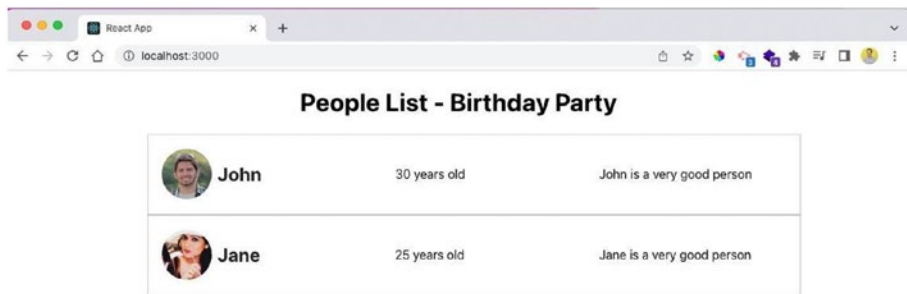 React App
localhost:3000
People List - Birthday Party
John 30 years old John is a very good person
Jane 25 years old Jane is a very good person